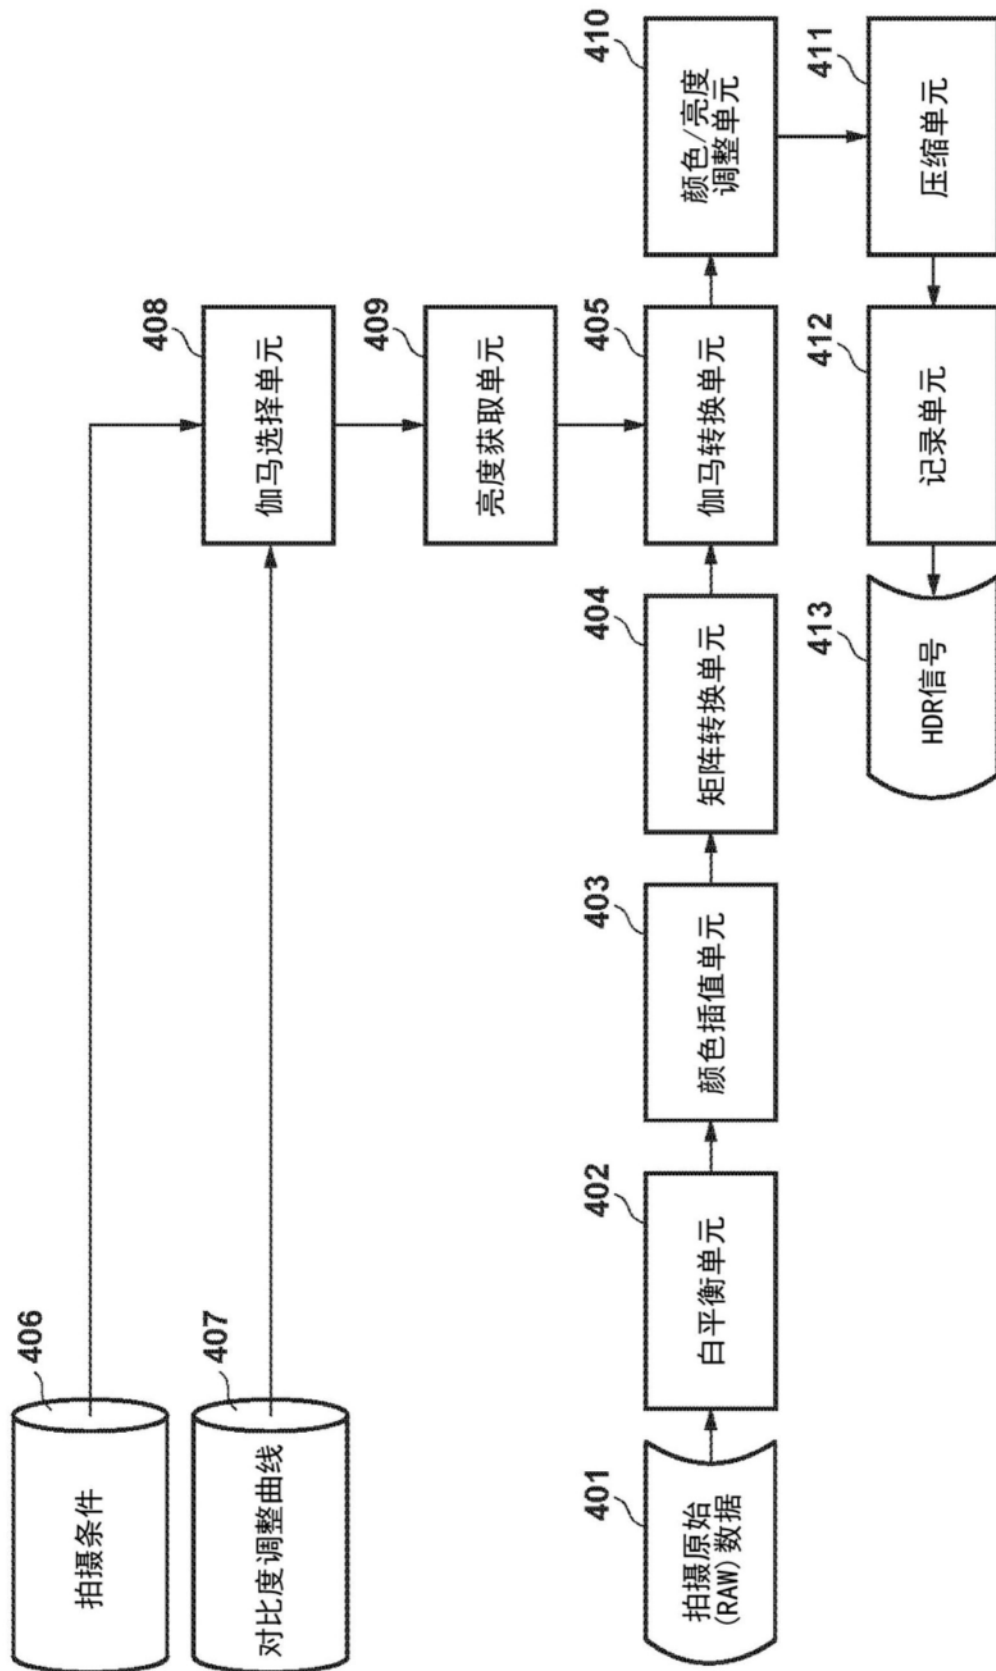 406
拍摄条件
407
对比度调整曲线
408
伽马选择单元
409
亮度获取单元
401
拍摄原始
(RAW)数据
402
白平衡单元
403
颜色插值单元
404
矩阵转换单元
405
伽马转换单元
410
颜色/亮度
调整单元
413
HDR信号
412
记录单元
411
压缩单元